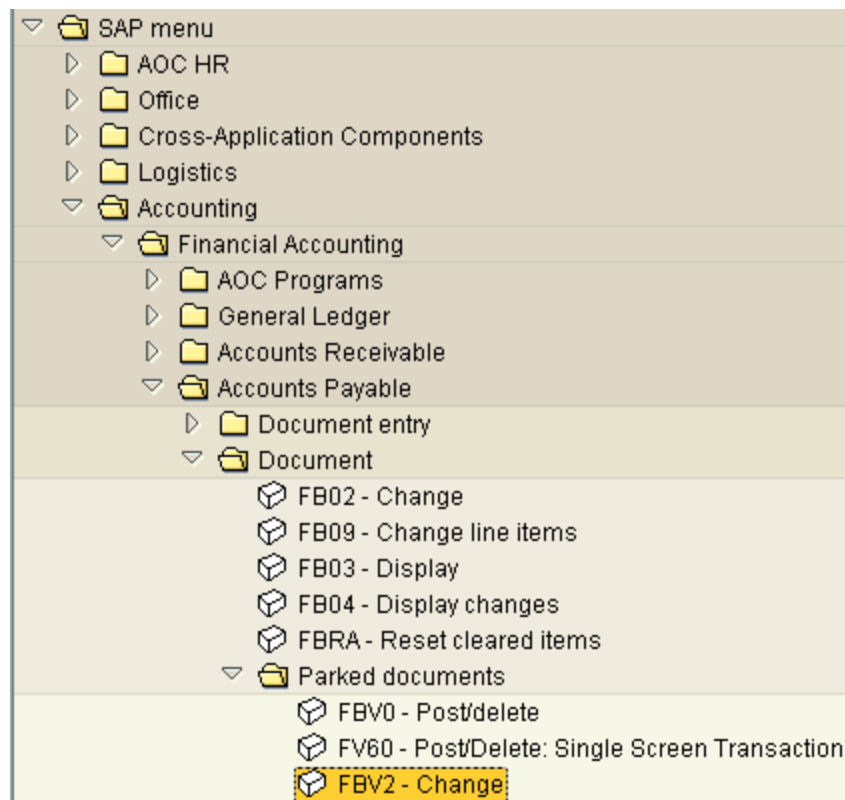 SAP menu
AOC HR
Office
Cross-Application Components
Logistics
Accounting
Financial Accounting
AOC Programs
General Ledger
Accounts Receivable
Accounts Payable
Document entry
Document
FB02 - Change
FB09 - Change line items
FB03 - Display
FB04 - Display changes
FBRA - Reset cleared items
Parked documents
FBV0 - Post/delete
FV60 - Post/Delete: Single Screen Transaction
FBV2 - Change